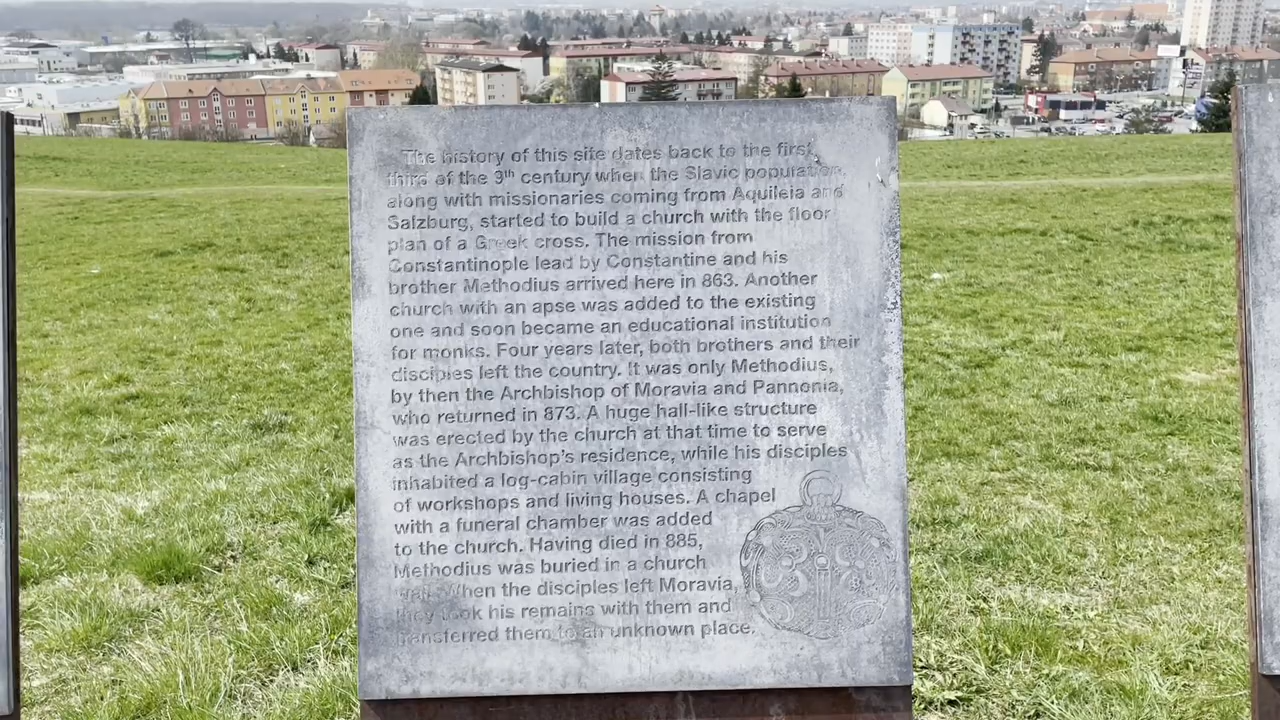 The history of this site dates back to the first
third of the 9th century when the Slavic population,
along with missionaries coming from Aquileia and
Salzburg, started to build a church with the floor
plan of a Greek cross. The mission from
Constantinople lead by Constantine and his
brother Methodius arrived here in 863. Another
church with an apse was added to the existing
one and soon became an educational institution
for monks. Four years later, both brothers and their
disciples left the country. It was only Methodius,
by then the Archbishop of Moravia and Pannonia,
who returned in 873. A huge hall-like structure
was erected by the church at that time to serve
as the Archbishop's residence, while his disciples
inhabited a log-cabin village consisting
of workshops and living houses. A chapel
with a funeral chamber was added
to the church. Having died in 885,
Methodius was buried in a church
wall. When the disciples left Moravia,
they took his remains with them and
transferred them to an unknown place.